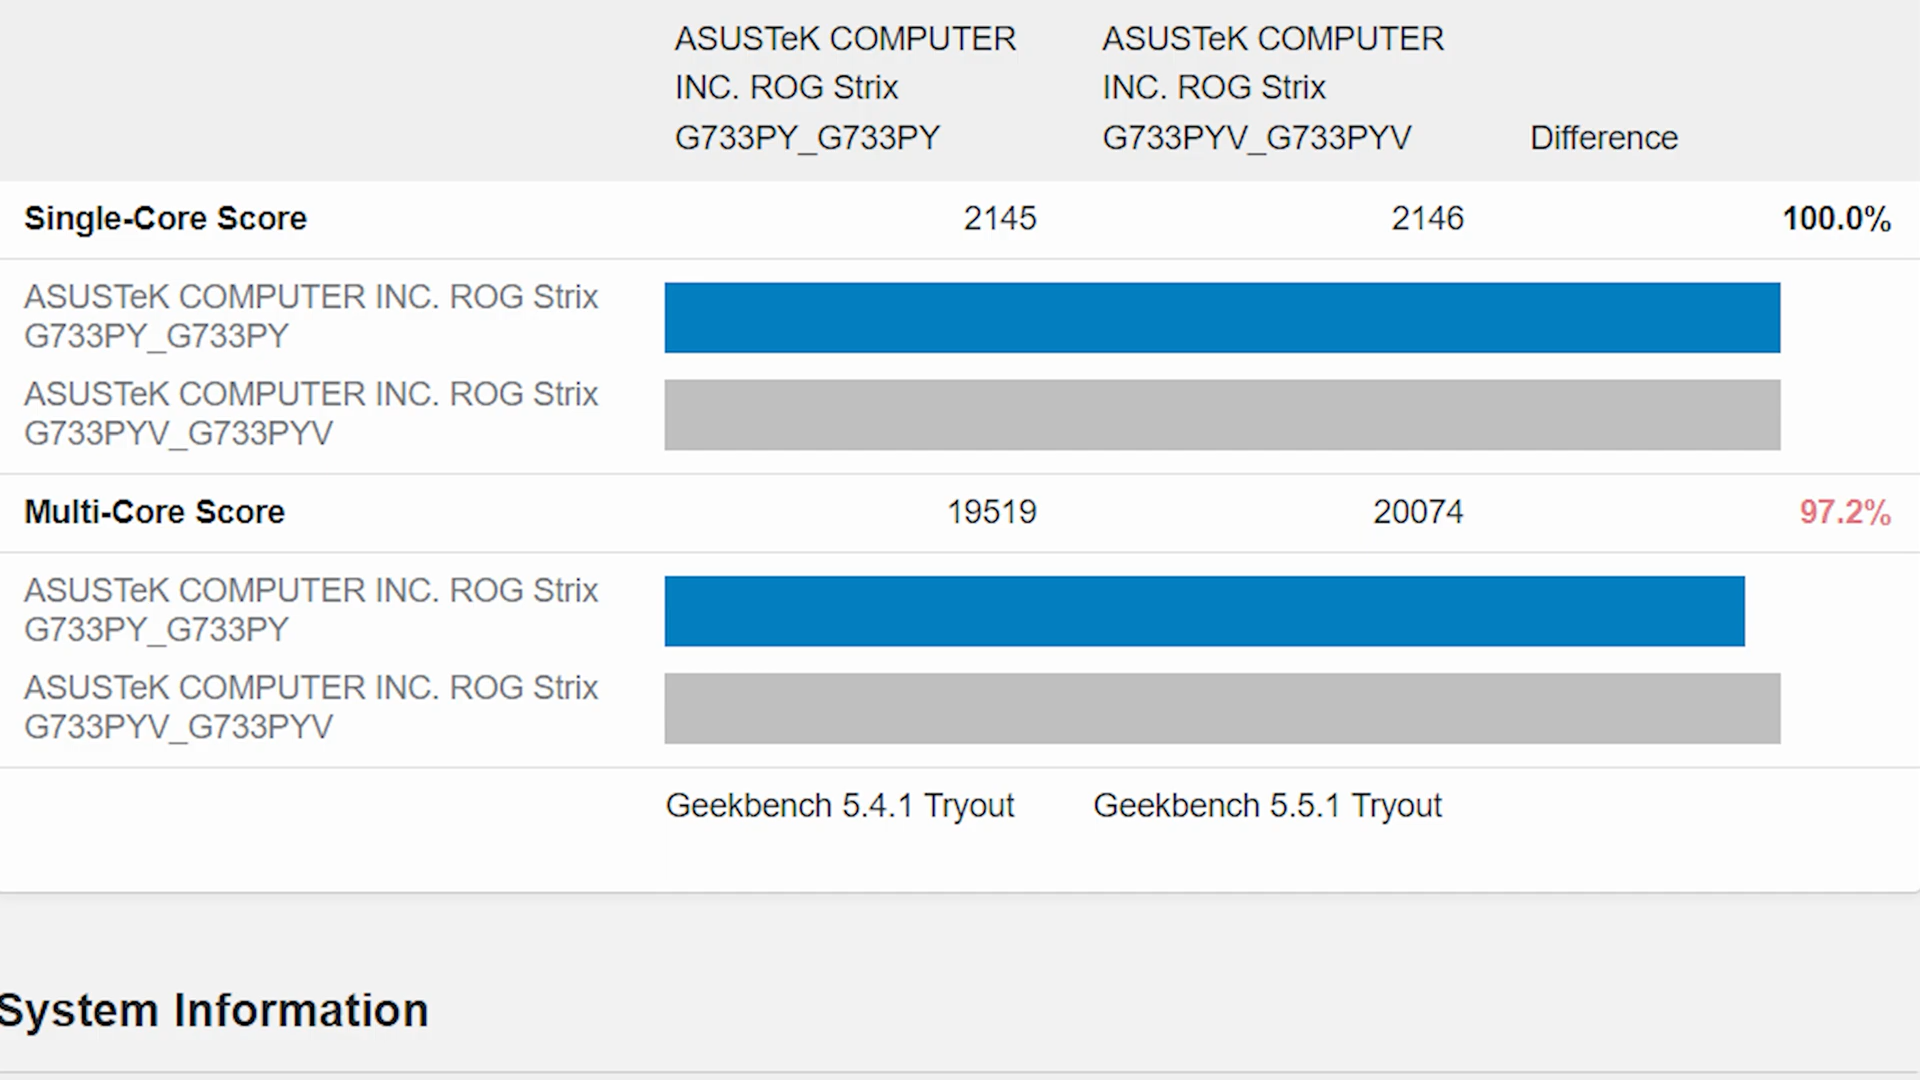 ASUSTeK COMPUTER
INC. ROG Strix
G733PY_G733PY
ASUSTeK COMPUTER
INC. ROG Strix
G733PYV_G733PYV
Difference
Single-Core Score 2145 2146 100.0%
ASUSTeK COMPUTER INC. ROG Strix
G733PY_G733PY
ASUSTeK COMPUTER INC. ROG Strix
G733PYV_G733PYV
Multi-Core Score 19519 20074 97.2%
ASUSTeK COMPUTER INC. ROG Strix
G733PY_G733PY
ASUSTeK COMPUTER INC. ROG Strix
G733PYV_G733PYV
Geekbench 5.4.1 Tryout Geekbench 5.5.1 Tryout
System Information